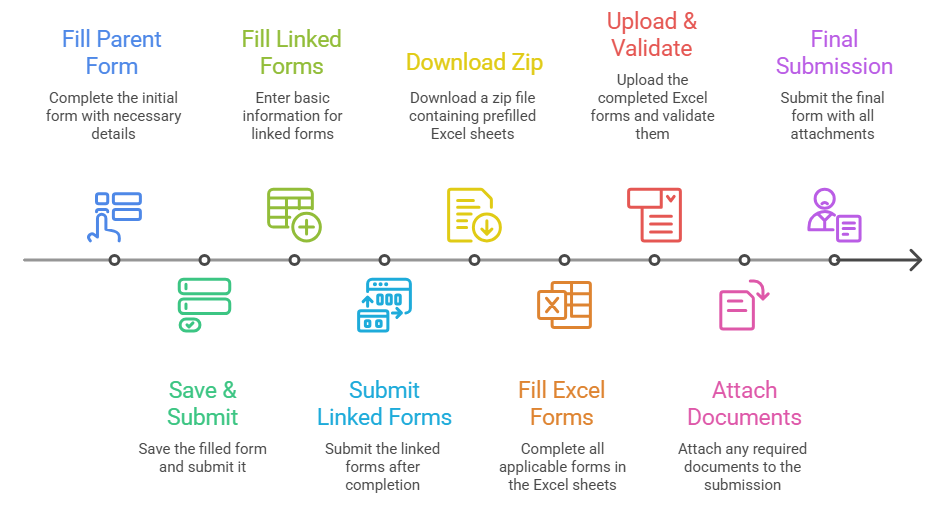 Fill Parent
Form
Complete the initial
form with necessary
details
Fill Linked
Forms
Enter basic
information for
linked forms
Download Zip
Download a zip file
containing prefilled
Excel sheets
Upload &
Validate
Upload the
completed Excel
forms and validate
them
Final
Submission
Submit the final
form with all
attachments
Save &
Submit
Save the filled form
and submit it
Submit
Linked Forms
Submit the linked
forms after
completion
Fill Excel
Forms
Complete all
applicable forms in
the Excel sheets
Attach
Documents
Attach any required
documents to the
submission